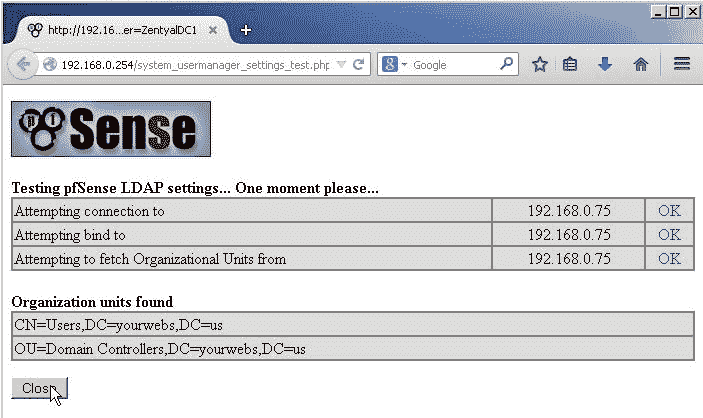 http://192.16...er=ZentyalDC1
192.168.0.254/system_usermanager_settings_test.php
Google
pf Sense
Testing pfSense LDAP settings... One moment please...
Attempting connection to 192.168.0.75 OK
Attempting bind to 192.168.0.75 OK
Attempting to fetch Organizational Units from 192.168.0.75 OK
Organization units found
CN=Users,DC=yourwebs,DC=us
OU=Domain Controllers,DC=yourwebs,DC=us
Close